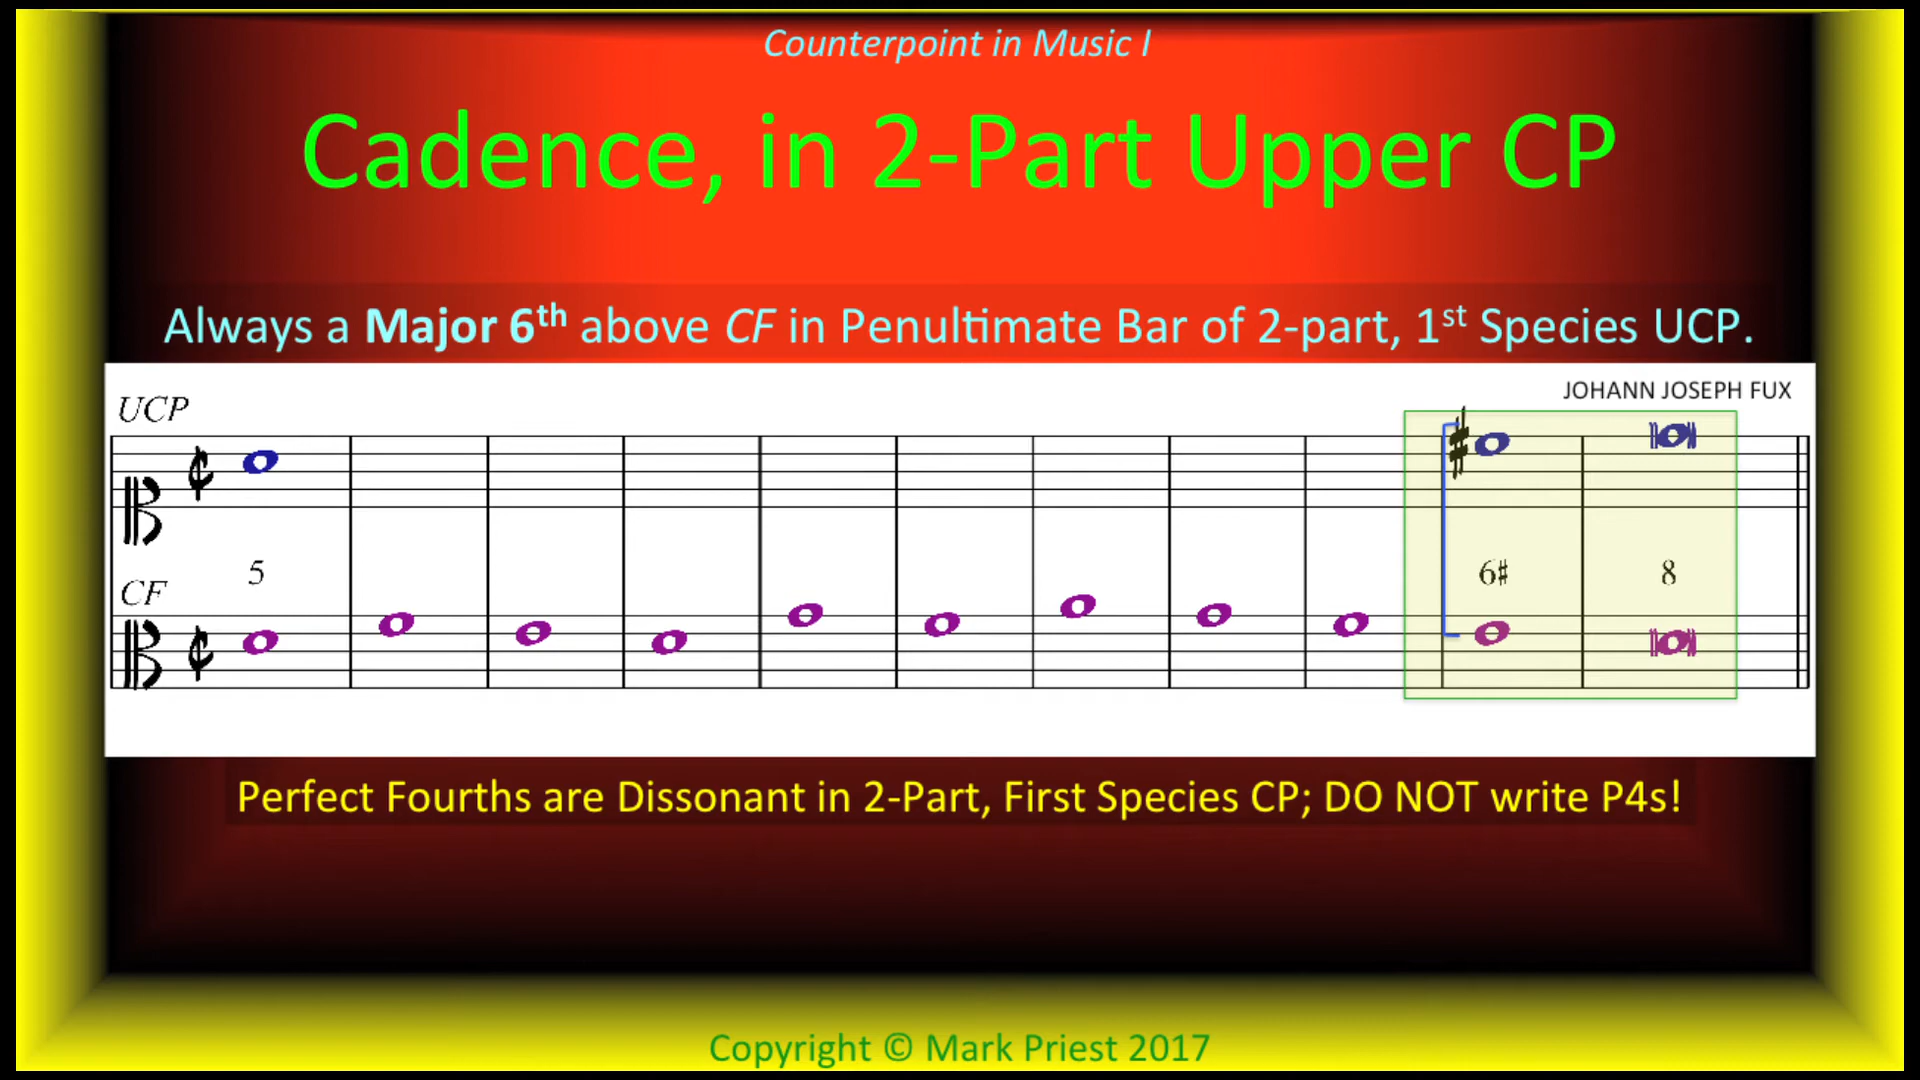 Counterpoint in Music I
Cadence, in 2-Part Upper CP
Always a Major 6th above CF in Penultimate Bar of 2-part, 1st Species UCP.
JOHANN JOSEPH FUX
UCP
5 6♯ 8
CF
Perfect Fourths are Dissonant in 2-Part, First Species CP; DO NOT write P4s!
Copyright © Mark Priest 2017